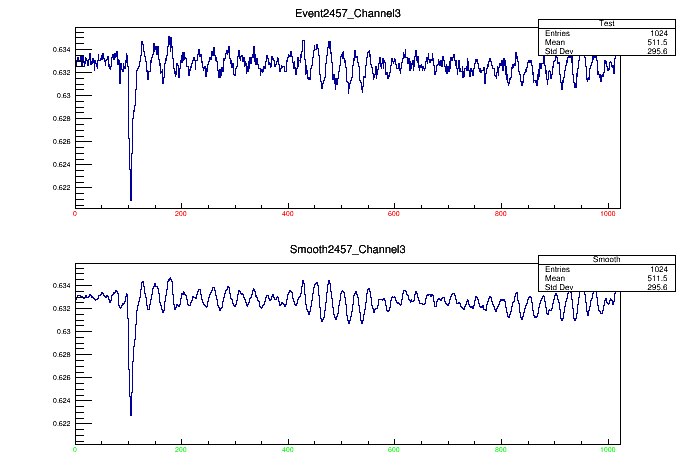 Event2457_Channel3
Test
Entries 1024
Mean 511.5
Std Dev 295.6
0.634
0.632
0.63
0.628
0.626
0.624
0.622
0 200 400 600 800 1000
Smooth2457_Channel3
Smooth
Entries 1024
Mean 511.5
Std Dev 295.6
0.634
0.632
0.63
0.628
0.626
0.624
0.622
0 200 400 600 800 1000